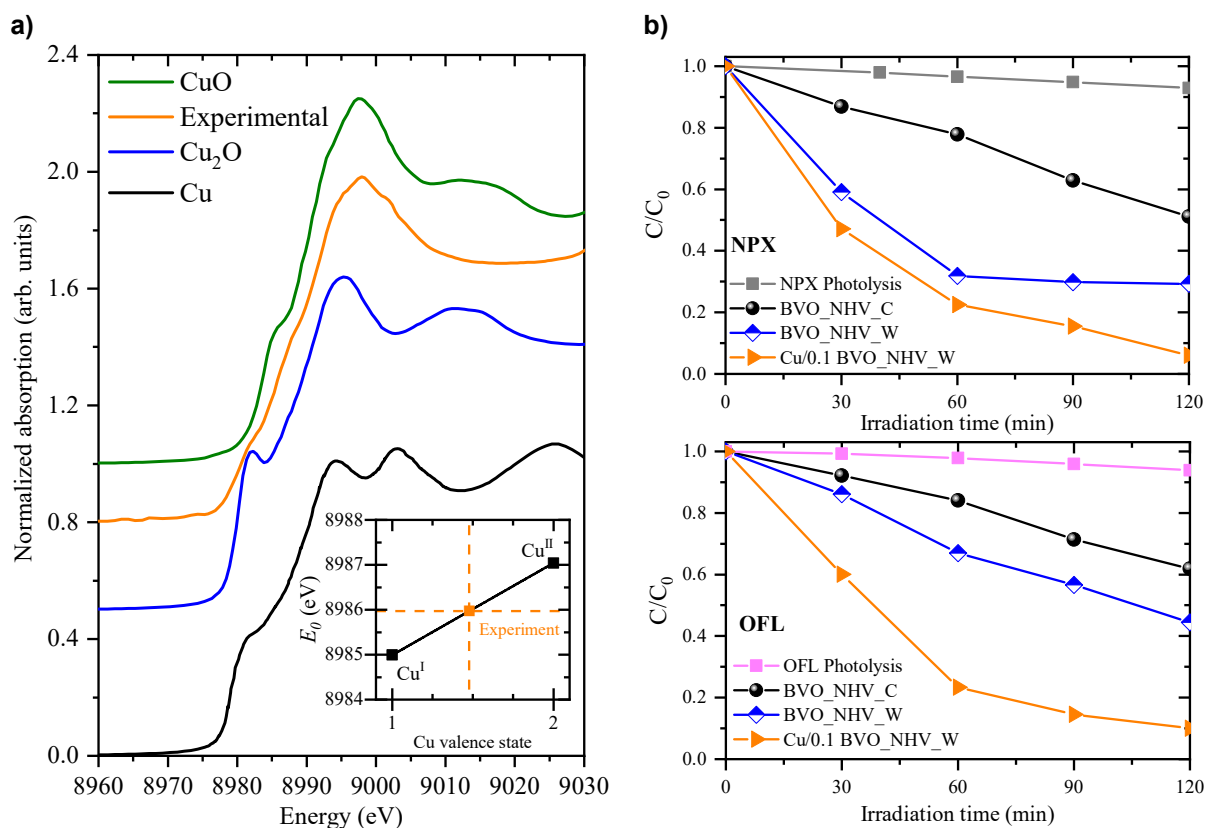 a)
Normalized absorption (arb. units)
2.4
2.0
1.6
1.2
0.8
0.4
0.0
CuO
Experimental
Cu₂O
Cu
E₀ (eV)
8988
8987
8986
8985
8984
Cuᴵᴵ
Experiment
Cuᴵ
1 2
Cu valence state
8960 8970 8980 8990 9000 9010 9020 9030
Energy (eV)
b)
C/C₀
1.0
0.8
0.6
0.4
0.2
0.0
NPX
NPX Photolysis
BVO_NHV_C
BVO_NHV_W
Cu/0.1 BVO_NHV_W
0 30 60 90 120
Irradiation time (min)
C/C₀
1.0
0.8
0.6
0.4
0.2
0.0
OFL
OFL Photolysis
BVO_NHV_C
BVO_NHV_W
Cu/0.1 BVO_NHV_W
0 30 60 90 120
Irradiation time (min)